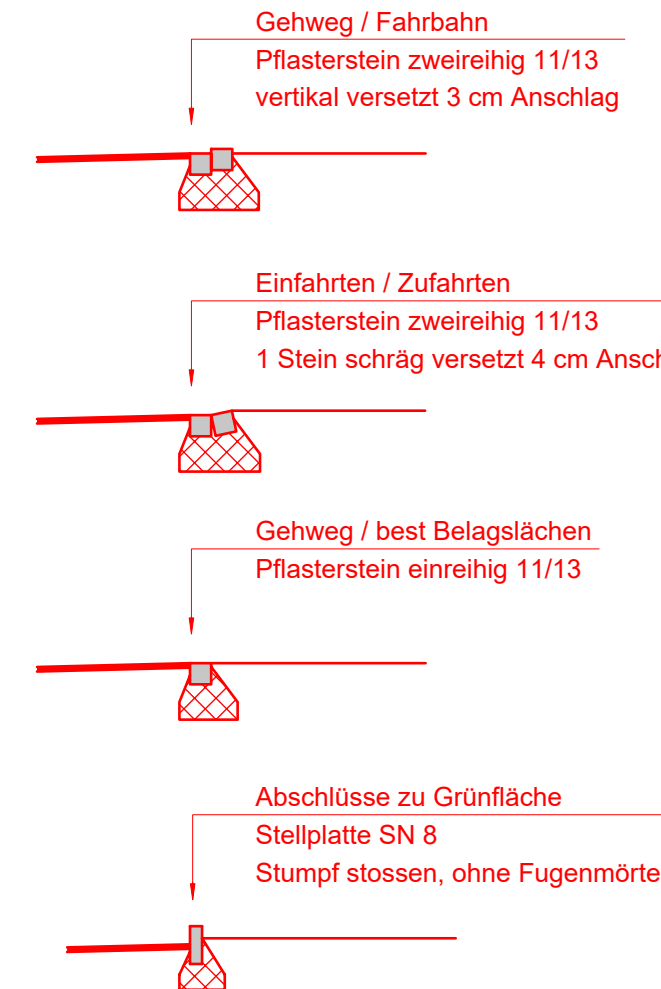 Gehweg / Fahrbahn
Pflasterstein zweireihig 11/13
vertikal versetzt 3 cm Anschlag
Einfahrten / Zufahrten
Pflasterstein zweireihig 11/13
1 Stein schräg versetzt 4 cm
Gehweg / best Belagslächen
Pflasterstein einreihig 11/13
Abschlüsse zu Grünfläche
Stellplatte SN 8
Stumpf stossen, ohne Fugenmörte